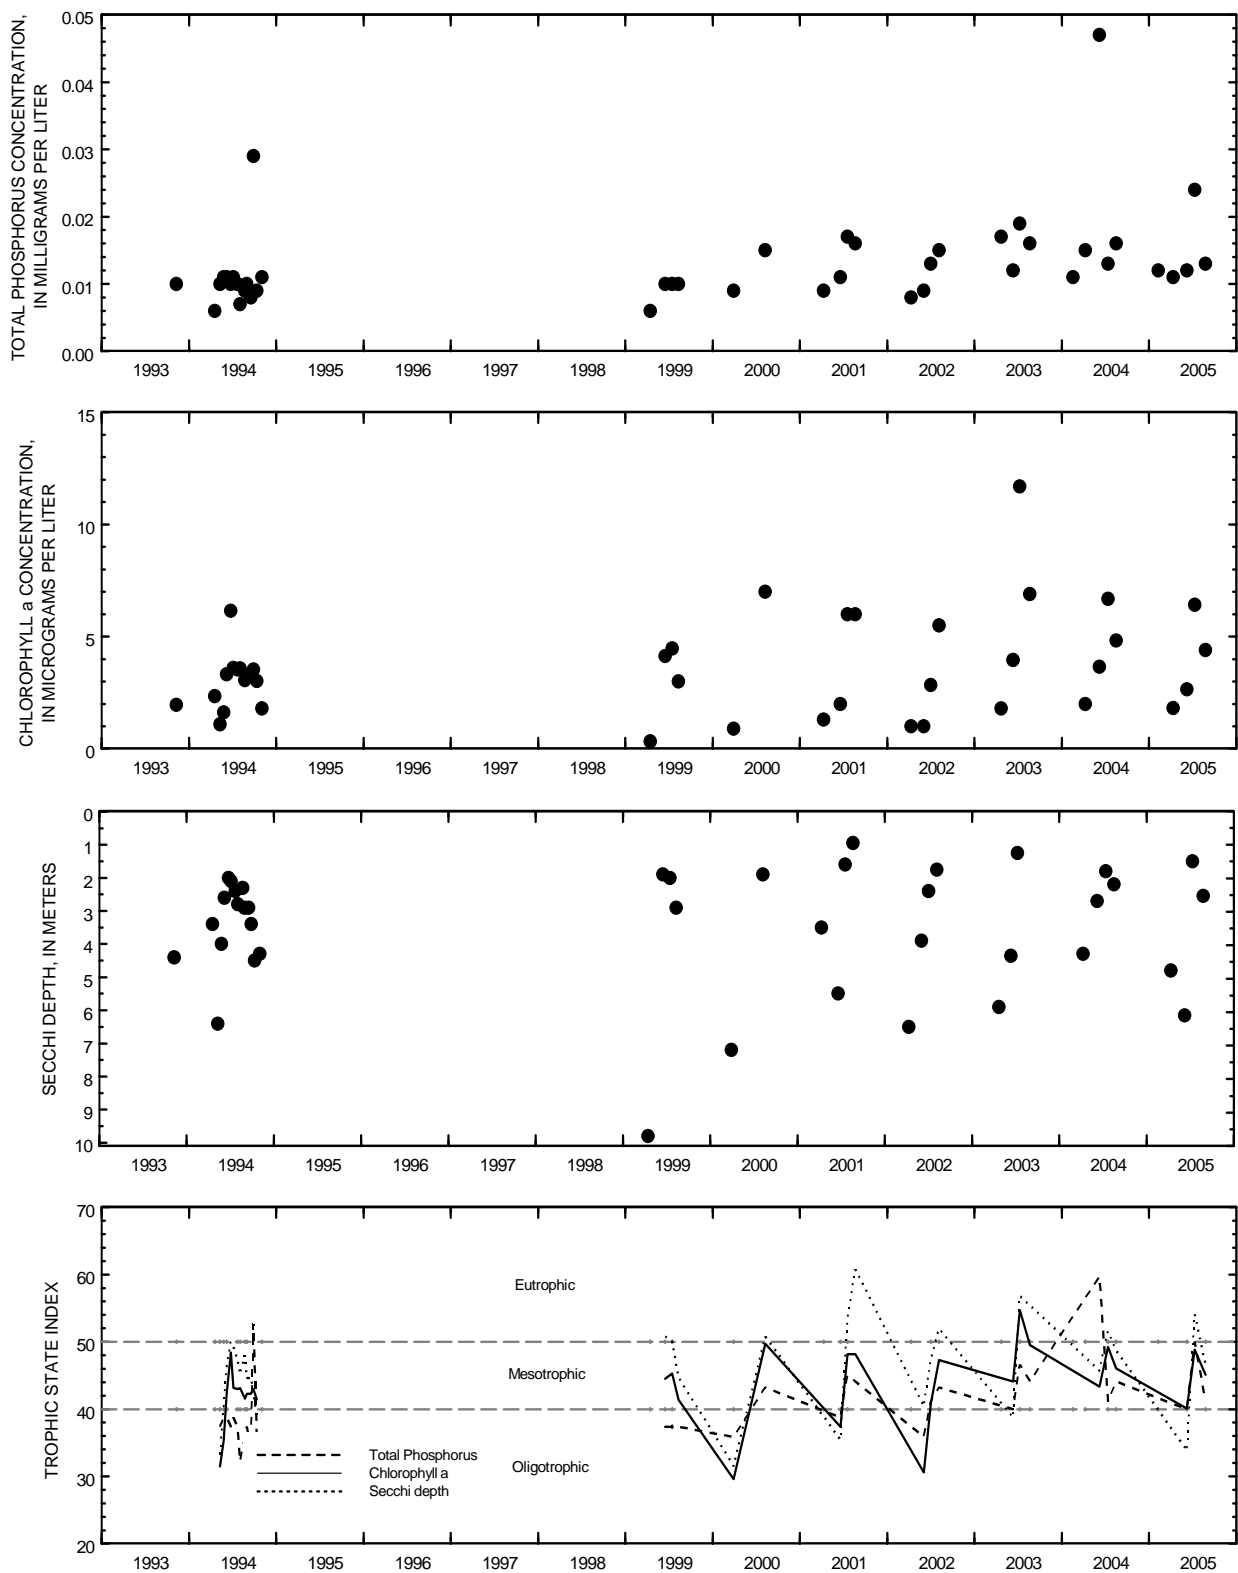 TOTAL PHOSPHORUS CONCENTRATION,
IN MILLIGRAMS PER LITER
0.05
0.04
0.03
0.02
0.01
0.00
1993 1994 1995 1996 1997 1998 1999 2000 2001 2002 2003 2004 2005
CHLOROPHYLL a CONCENTRATION,
IN MICROGRAMS PER LITER
15
10
5
0
1993 1994 1995 1996 1997 1998 1999 2000 2001 2002 2003 2004 2005
SECCHI DEPTH, IN METERS
0
1
2
3
4
5
6
7
8
9
10
1993 1994 1995 1996 1997 1998 1999 2000 2001 2002 2003 2004 2005
TROPHIC STATE INDEX
70
60
50
40
30
20
Eutrophic
Mesotrophic
Oligotrophic
Total Phosphorus
Chlorophyll a
Secchi depth
1993 1994 1995 1996 1997 1998 1999 2000 2001 2002 2003 2004 2005